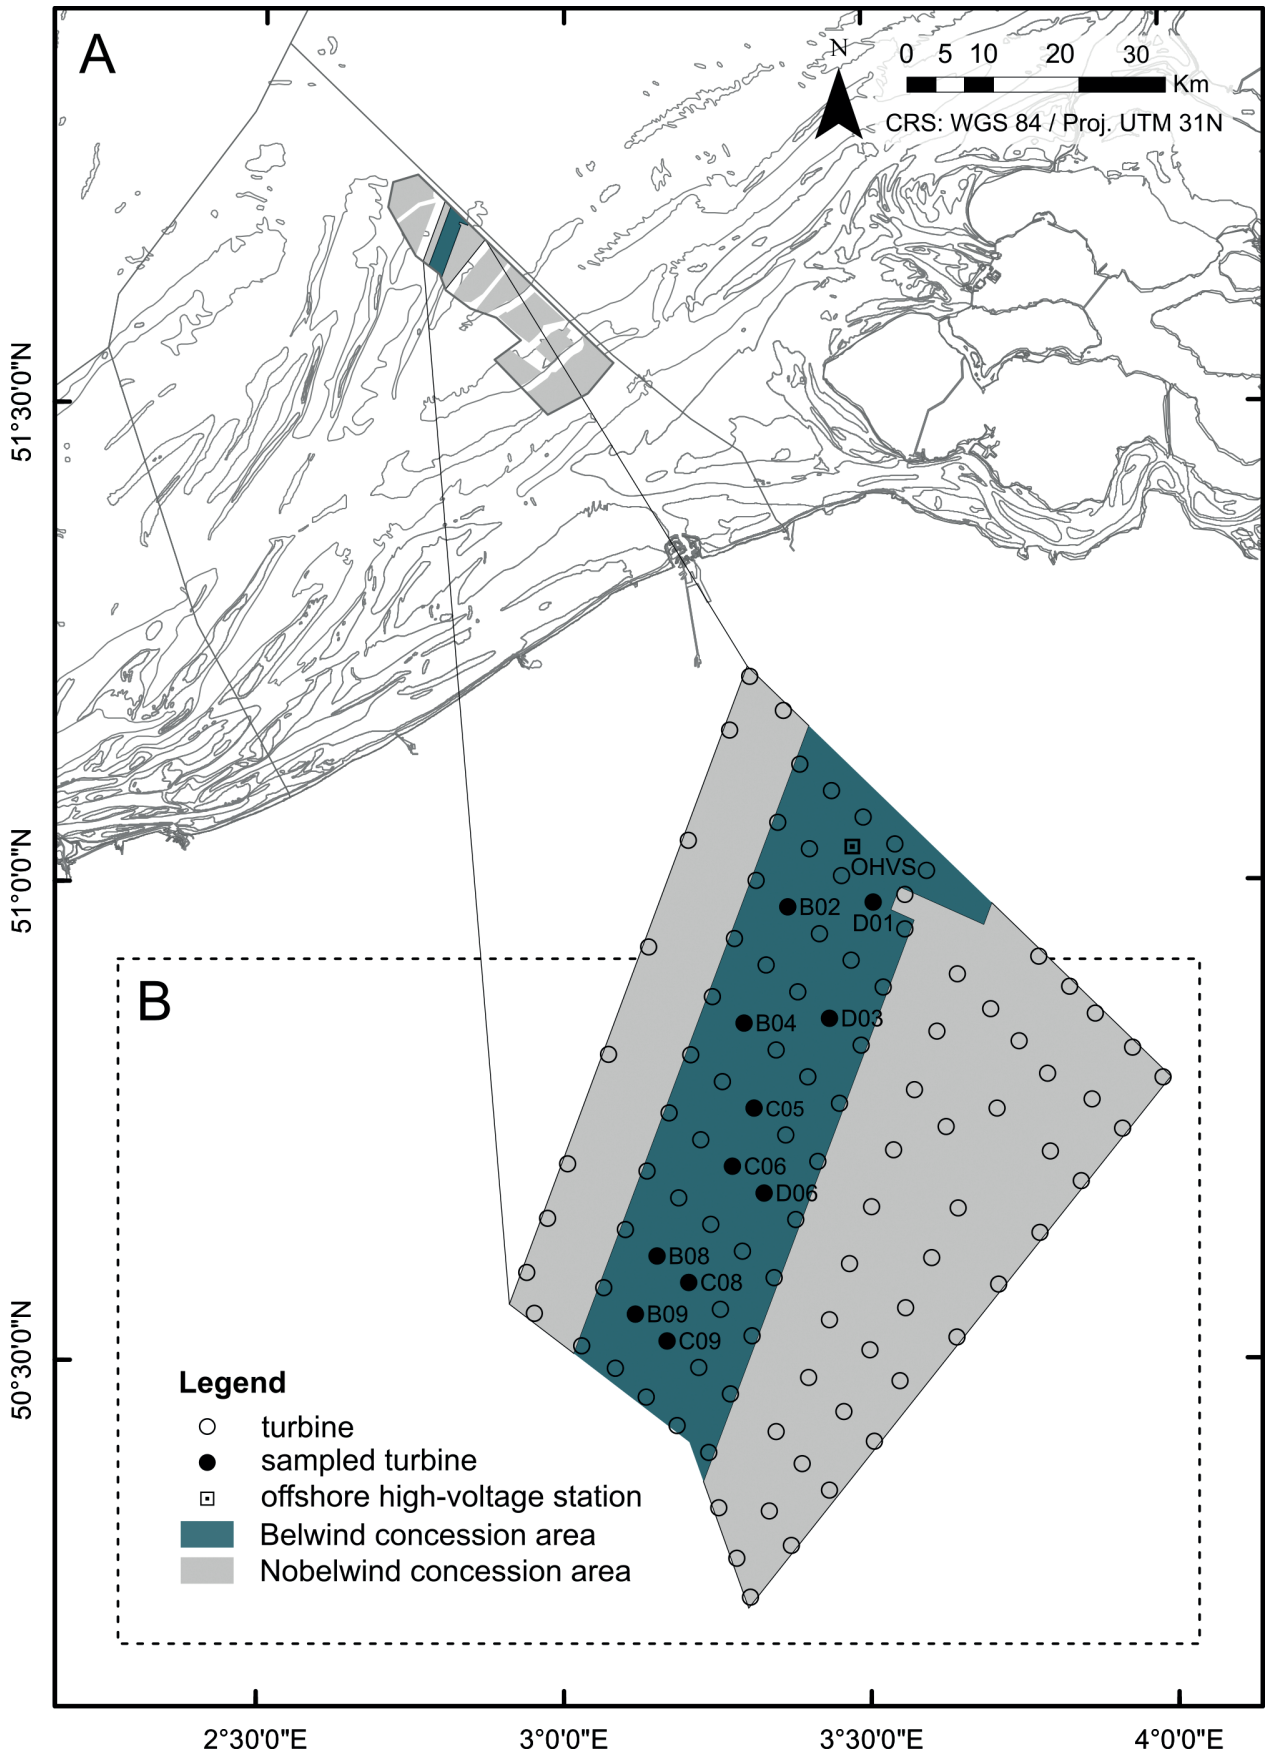 A
N
0 5 10 20 30
Km
CRS: WGS 84 / Proj. UTM 31N
51°30'0"N
51°0'0"N
50°30'0"N
OHVS
B02
D01
B
B04
D03
C05
C06
D06
B08
C08
B09
C09
Legend
turbine
sampled turbine
offshore high-voltage station
Belwind concession area
Nobelwind concession area
2°30'0"E 3°0'0"E 3°30'0"E 4°0'0"E